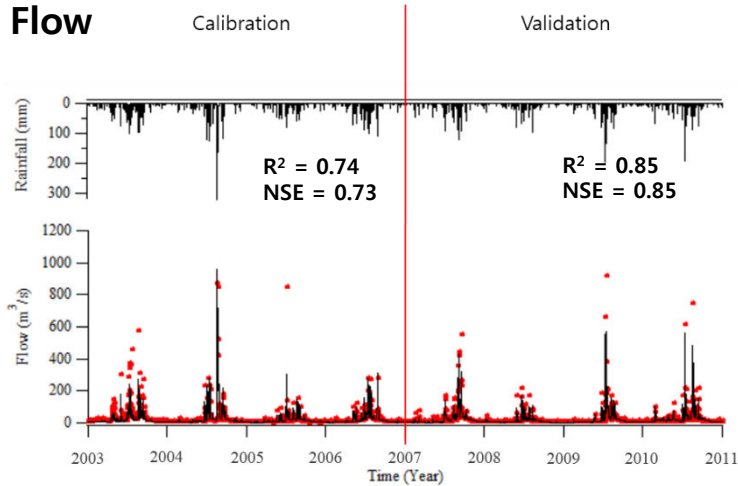 Flow
Calibration
Validation
Rainfall (mm)
0
100
200
300
R² = 0.74
NSE = 0.73
R² = 0.85
NSE = 0.85
Flow (m³/s)
1200
1000
800
600
400
200
0
2003 2004 2005 2006 2007 2008 2009 2010 2011
Time (Year)